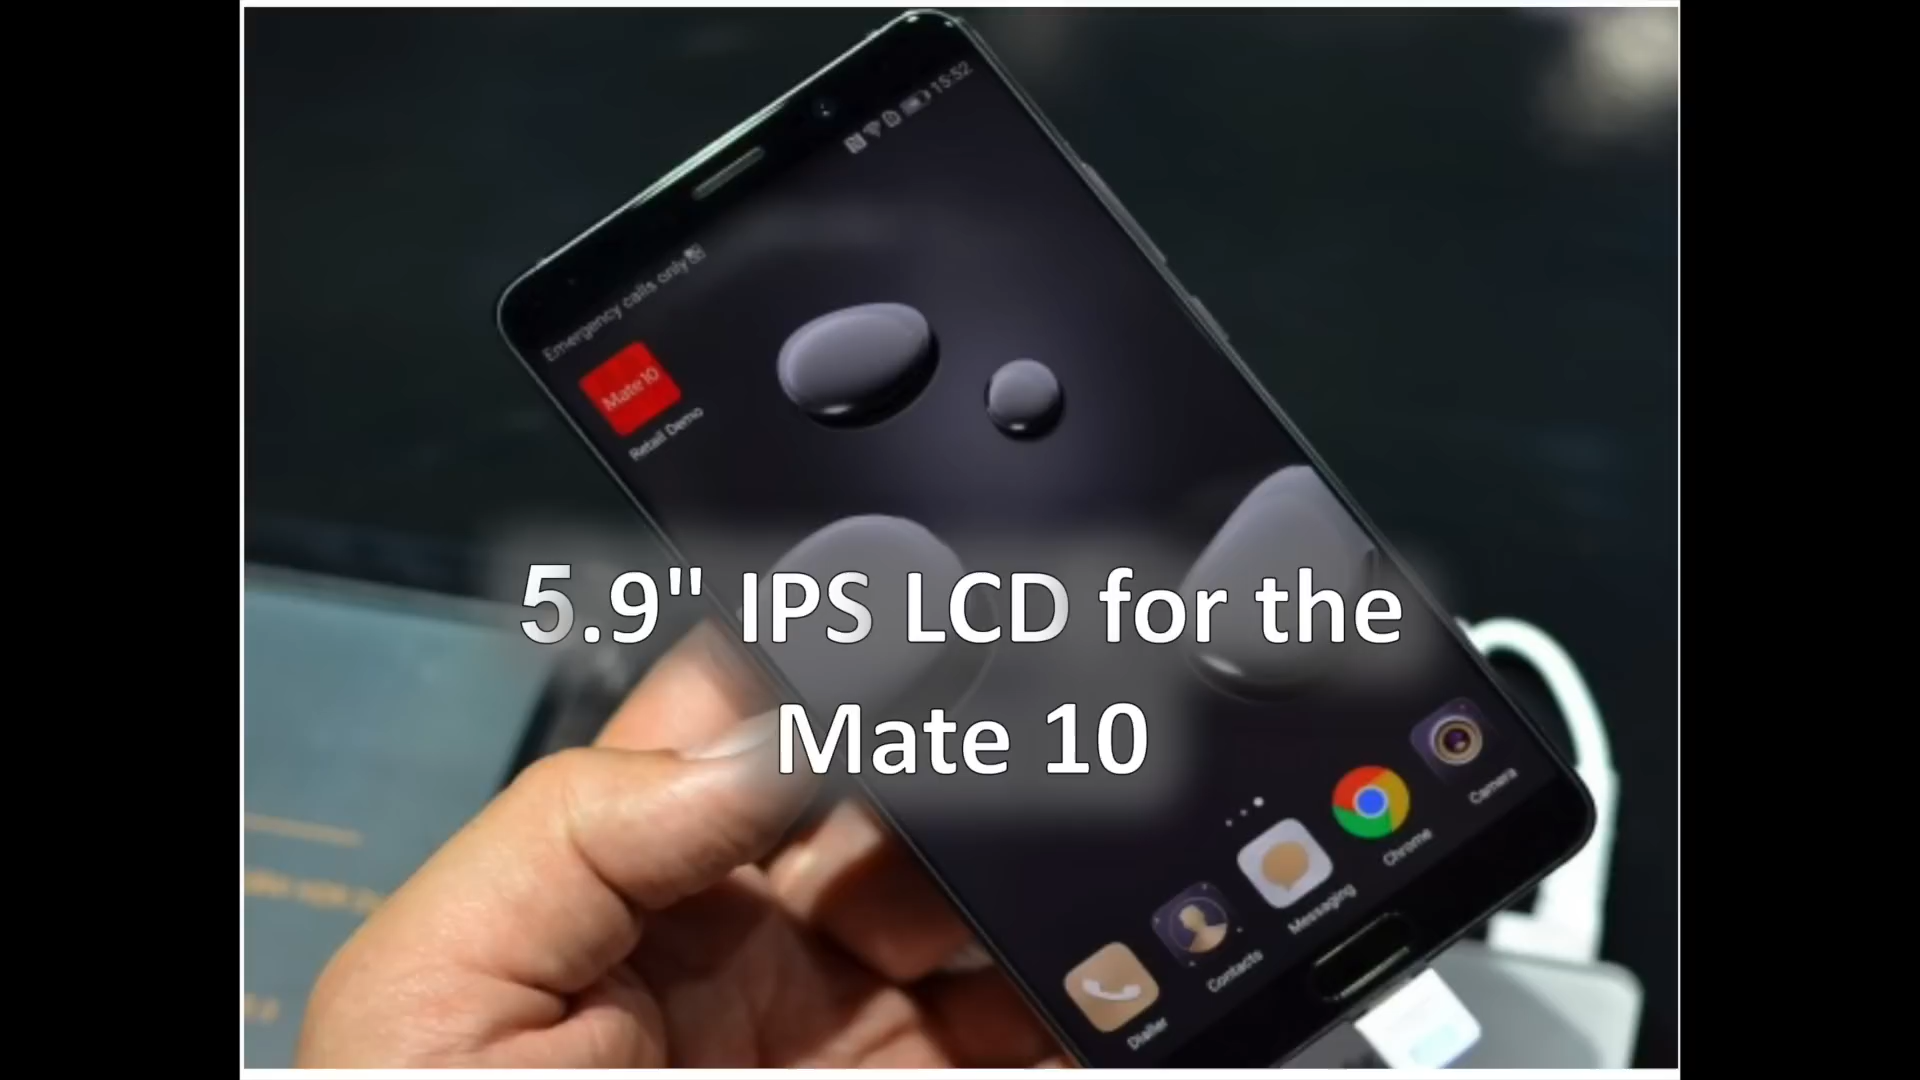 15:52
Emergency calls only
Mate 10
Retail Demo
5.9" IPS LCD for the
Mate 10
Camera
Chrome
Messaging
Contacts
Dialler